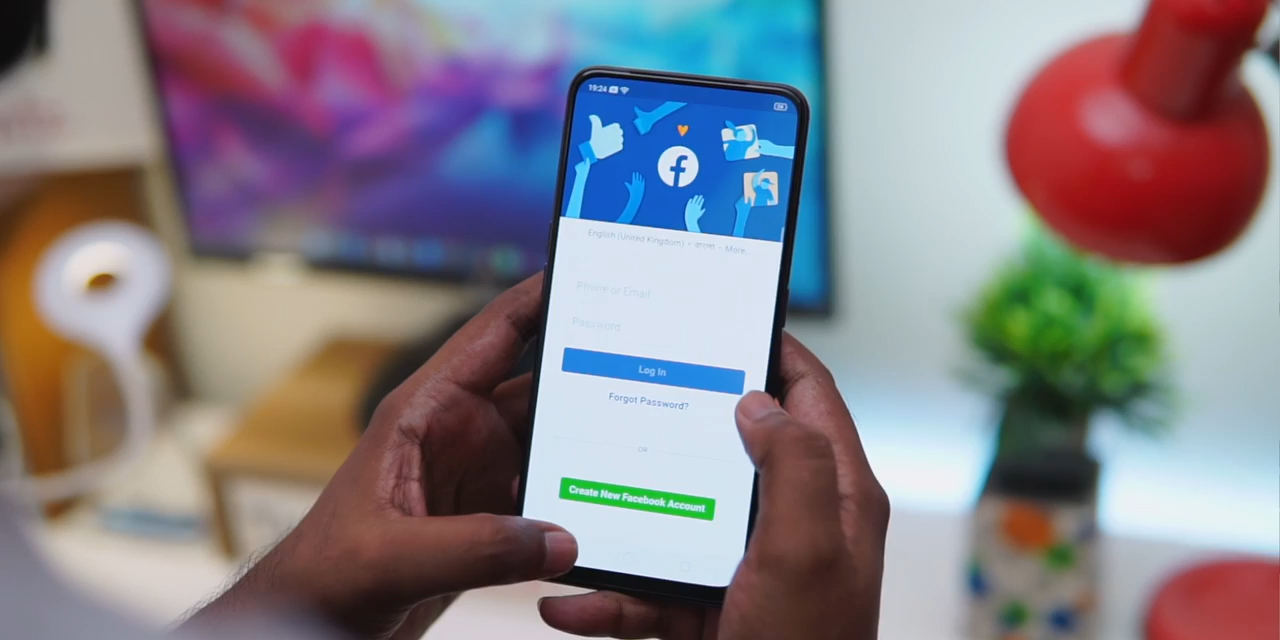 19:24
English (United Kingdom) • বাংলা • More...
Phone or Email
Password
Log In
Forgot Password?
OR
Create New Facebook Account